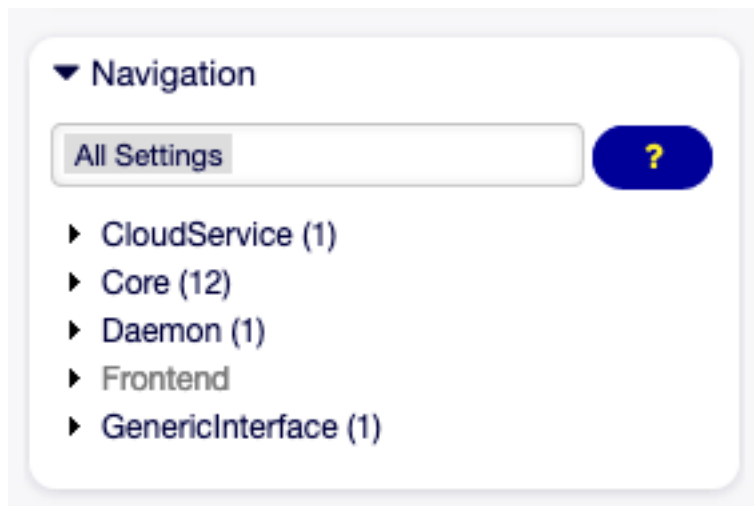 Navigation
All Settings ?
CloudService (1)
Core (12)
Daemon (1)
Frontend
GenericInterface (1)